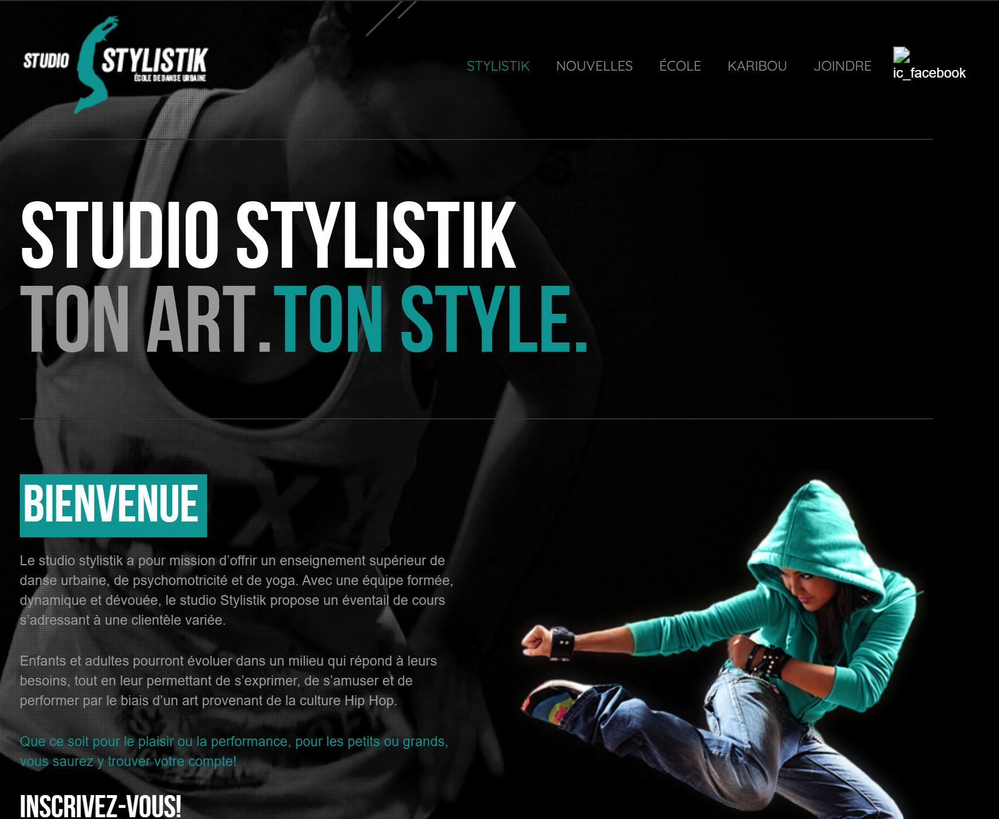 STUDIO STYLISTIK
ÉCOLE DE DANSE URBAINE
STYLISTIK NOUVELLES ÉCOLE KARIBOU JOINDRE
ic_facebook
STUDIO STYLISTIK
TON ART.TON STYLE.
BIENVENUE
Le studio stylistik a pour mission d’offrir un enseignement supérieur de
danse urbaine, de psychomotricité et de yoga. Avec une équipe formée,
dynamique et dévouée, le studio Stylistik propose un éventail de cours
s’adressant à une clientèle variée.
Enfants et adultes pourront évoluer dans un milieu qui répond à leurs
besoins, tout en leur permettant de s’exprimer, de s’amuser et de
performer par le biais d’un art provenant de la culture Hip Hop.
Que ce soit pour le plaisir ou la performance, pour les petits ou grands,
vous saurez y trouver votre compte!
INSCRIVEZ-VOUS!